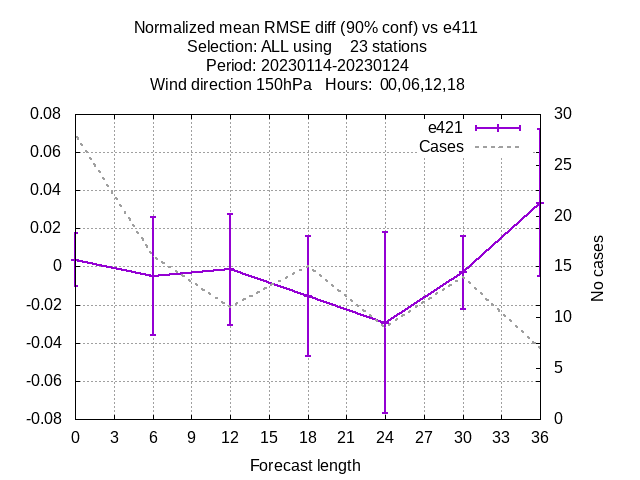 Normalized mean RMSE diff (90% conf) vs e411
Selection: ALL using    23 stations
Period: 20230114-20230124
Wind direction 150hPa   Hours:  00,06,12,18
e421
Cases
0.08
0.06
0.04
0.02
0
-0.02
-0.04
-0.06
-0.08
30
25
20
15
10
5
0
No cases
0 3 6 9 12 15 18 21 24 27 30 33 36
Forecast length